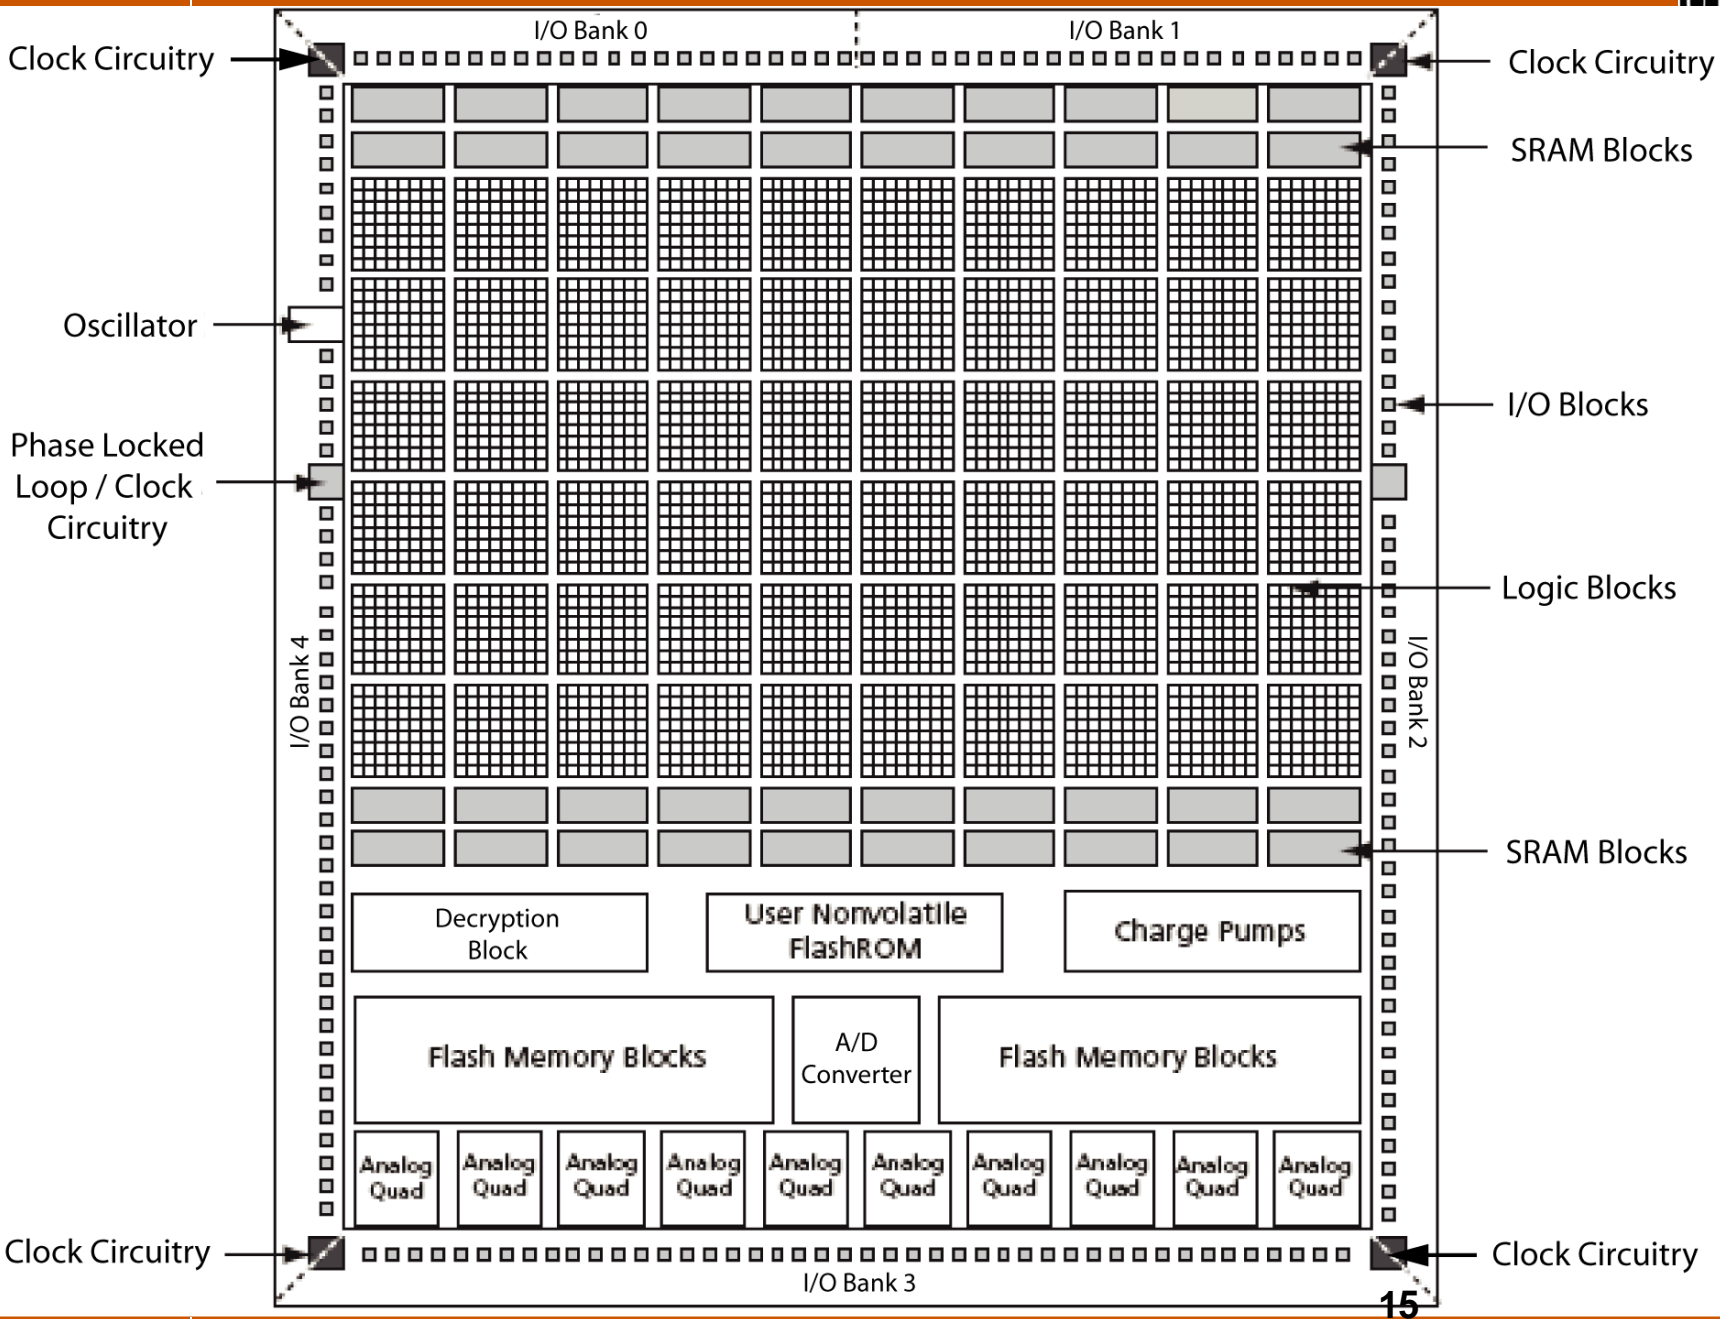 I/O Bank 0
I/O Bank 1
Clock Circuitry
Clock Circuitry
SRAM Blocks
Oscillator
I/O Blocks
Phase Locked
Loop / Clock
Circuitry
Logic Blocks
I/O Bank 4
I/O Bank 2
SRAM Blocks
Decryption
Block
User Nonvolatile
FlashROM
Charge Pumps
Flash Memory Blocks
A/D
Converter
Flash Memory Blocks
Analog
Quad
Analog
Quad
Analog
Quad
Analog
Quad
Analog
Quad
Analog
Quad
Analog
Quad
Analog
Quad
Analog
Quad
Analog
Quad
Clock Circuitry
Clock Circuitry
I/O Bank 3
15